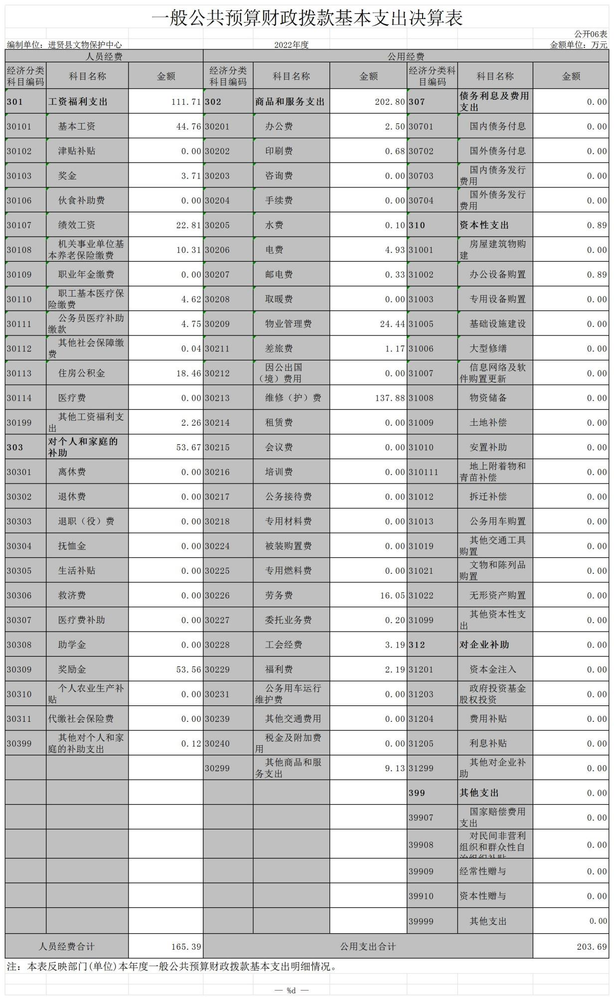 一般公共预算财政拨款基本支出决算表
公开06表
编制单位：进贤县文物保护中心 2022年度 金额单位：万元
人员经费 公用经费
经济分类科目编码 科目名称 金额 经济分类科目编码 科目名称 金额 经济分类科目编码 科目名称 金额
301 工资福利支出 111.71 302 商品和服务支出 202.80 307 债务利息及费用支出 0.00
30101 基本工资 44.76 30201 办公费 2.50 30701 国内债务付息 0.00
30102 津贴补贴 0.00 30202 印刷费 0.68 30702 国外债务付息 0.00
30103 奖金 3.71 30203 咨询费 0.00 30703 国内债务发行费用 0.00
30106 伙食补助费 0.00 30204 手续费 0.00 30704 国外债务发行费用 0.00
30107 绩效工资 22.81 30205 水费 0.10 310 资本性支出 0.89
30108 机关事业单位基本养老保险缴费 10.31 30206 电费 4.93 31001 房屋建筑物购建 0.00
30109 职业年金缴费 0.00 30207 邮电费 0.33 31002 办公设备购置 0.89
30110 职工基本医疗保险缴费 4.62 30208 取暖费 0.00 31003 专用设备购置 0.00
30111 公务员医疗补助缴款 4.75 30209 物业管理费 24.44 31005 基础设施建设 0.00
30112 其他社会保障缴费 0.04 30211 差旅费 1.17 31006 大型修缮 0.00
30113 住房公积金 18.46 30212 因公出国（境）费用 0.00 31007 信息网络及软件购置更新 0.00
30114 医疗费 0.00 30213 维修（护）费 137.88 31008 物资储备 0.00
30199 其他工资福利支出 2.26 30214 租赁费 0.00 31009 土地补偿 0.00
303 对个人和家庭的补助 53.67 30215 会议费 0.00 31010 安置补助 0.00
30301 离休费 0.00 30216 培训费 0.00 310111 地上附着物和青苗补偿 0.00
30302 退休费 0.00 30217 公务接待费 0.00 31012 拆迁补偿 0.00
30303 退职（役）费 0.00 30218 专用材料费 0.00 31013 公务用车购置 0.00
30304 抚恤金 0.00 30224 被装购置费 0.00 31019 其他交通工具购置 0.00
30305 生活补贴 0.00 30225 专用燃料费 0.00 31021 文物和陈列品购置 0.00
30306 救济费 0.00 30226 劳务费 16.05 31022 无形资产购置 0.00
30307 医疗费补助 0.00 30227 委托业务费 0.20 31099 其他资本性支出 0.00
30308 助学金 0.00 30228 工会经费 3.19 312 对企业补助 0.00
30309 奖励金 53.56 30229 福利费 2.19 31201 资本金注入 0.00
30310 个人农业生产补贴 0.00 30231 公务用车运行维护费 0.00 31203 政府投资基金股权投资 0.00
30311 代缴社会保险费 0.00 30239 其他交通费用 0.00 31204 费用补贴 0.00
30399 其他对个人和家庭的补助支出 0.12 30240 税金及附加费用 0.00 31205 利息补贴 0.00
30299 其他商品和服务支出 9.13 31299 其他对企业补助 0.00
399 其他支出 0.00
39907 国家赔偿费用支出 0.00
39908 对民间非营利组织和群众性自 0.00
39909 经常性赠与 0.00
39910 资本性赠与 0.00
39999 其他支出 0.00
人员经费合计 165.39 公用支出合计 203.69
注：本表反映部门(单位)本年度一般公共预算财政拨款基本支出明细情况。
— %d —